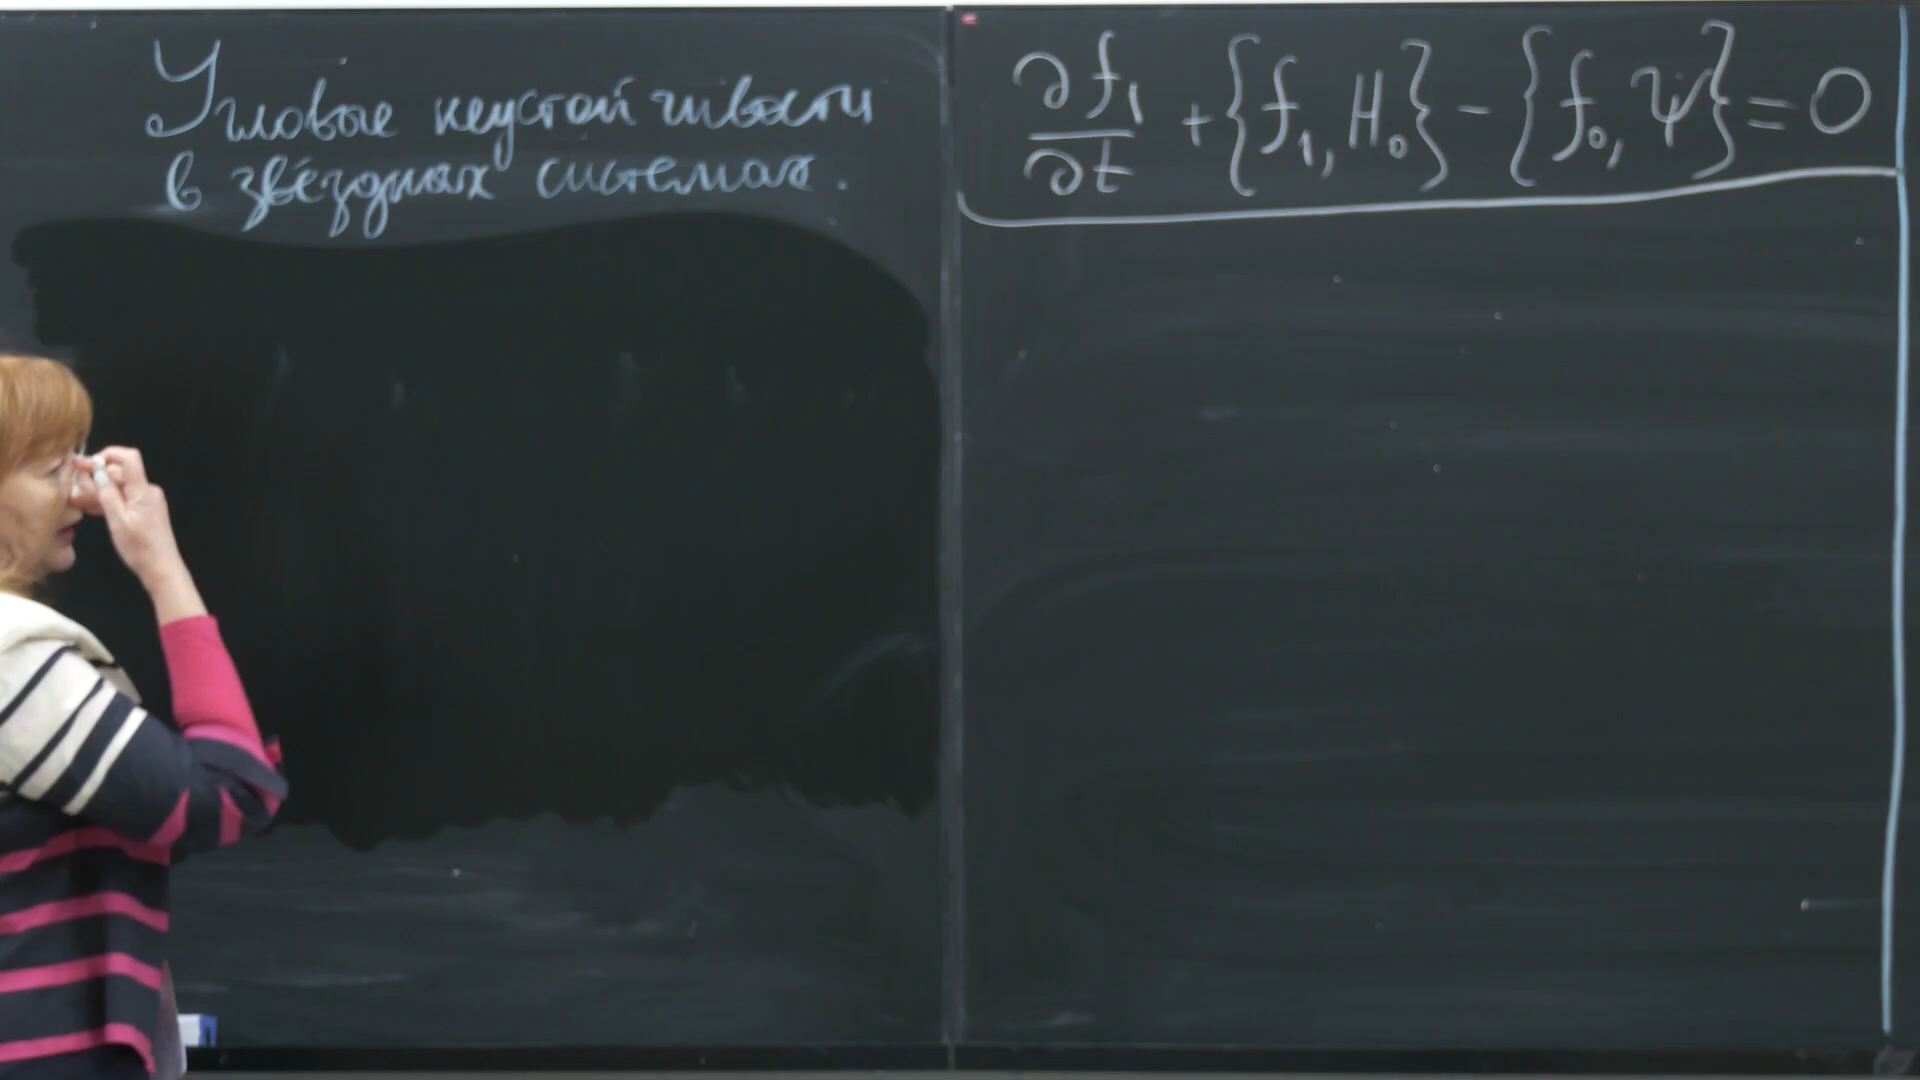 Угловые неустойчивости
в звёздных системах.
∂f₁/∂t + {f₁, H₀} - {f₀, ψ} = 0